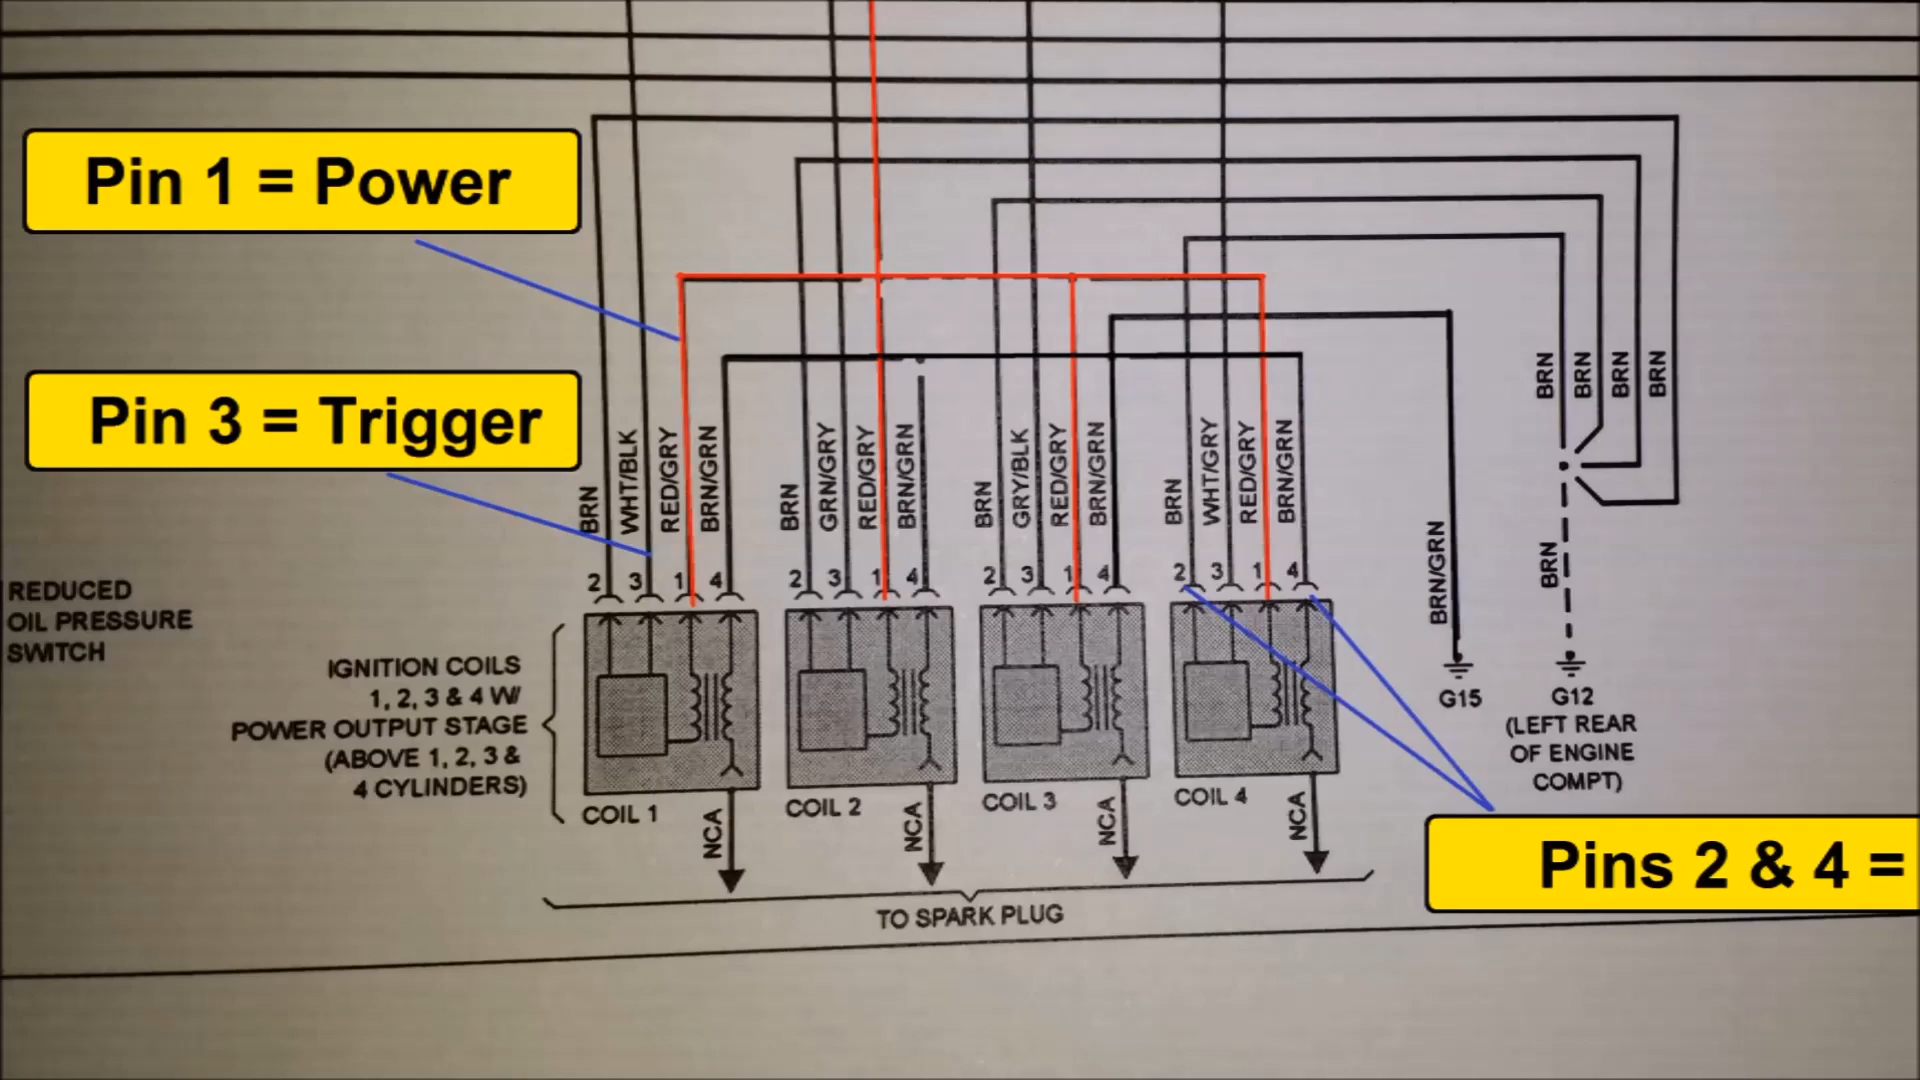 Pin 1 = Power
Pin 3 = Trigger
BRN
WHT/BLK
RED/GRY
BRN/GRN
BRN
GRN/GRY
RED/GRY
BRN/GRN
BRN
GRY/BLK
RED/GRY
BRN/GRN
BRN
WHT/GRY
RED/GRY
BRN/GRN
BRN
BRN
BRN
BRN
BRN/GRN
BRN
2 3 1 4
2 3 1 4
2 3 1 4
2 3 1 4
REDUCED
OIL PRESSURE
SWITCH
IGNITION COILS
1, 2, 3 & 4 W/
POWER OUTPUT STAGE
(ABOVE 1, 2, 3 &
4 CYLINDERS)
COIL 1
COIL 2
COIL 3
COIL 4
NCA
NCA
NCA
NCA
TO SPARK PLUG
G15
G12
(LEFT REAR
OF ENGINE
COMPT)
Pins 2 & 4 =